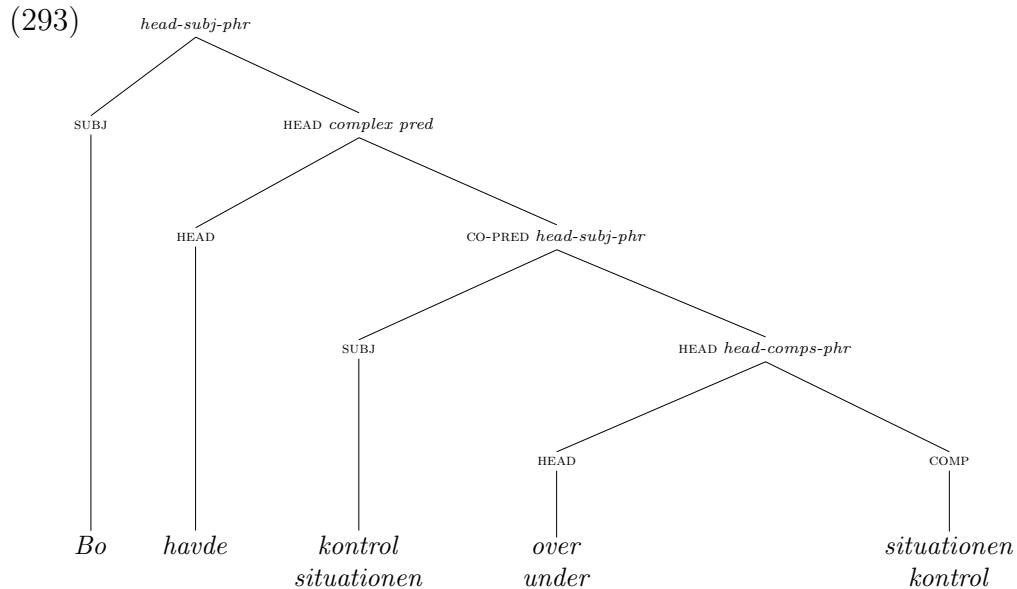 (293) head-subj-phr
SUBJ HEAD complex pred
HEAD CO-PRED head-subj-phr
SUBJ HEAD head-comps-phr
HEAD COMP
Bo havde kontrol over situationen
situationen under kontrol